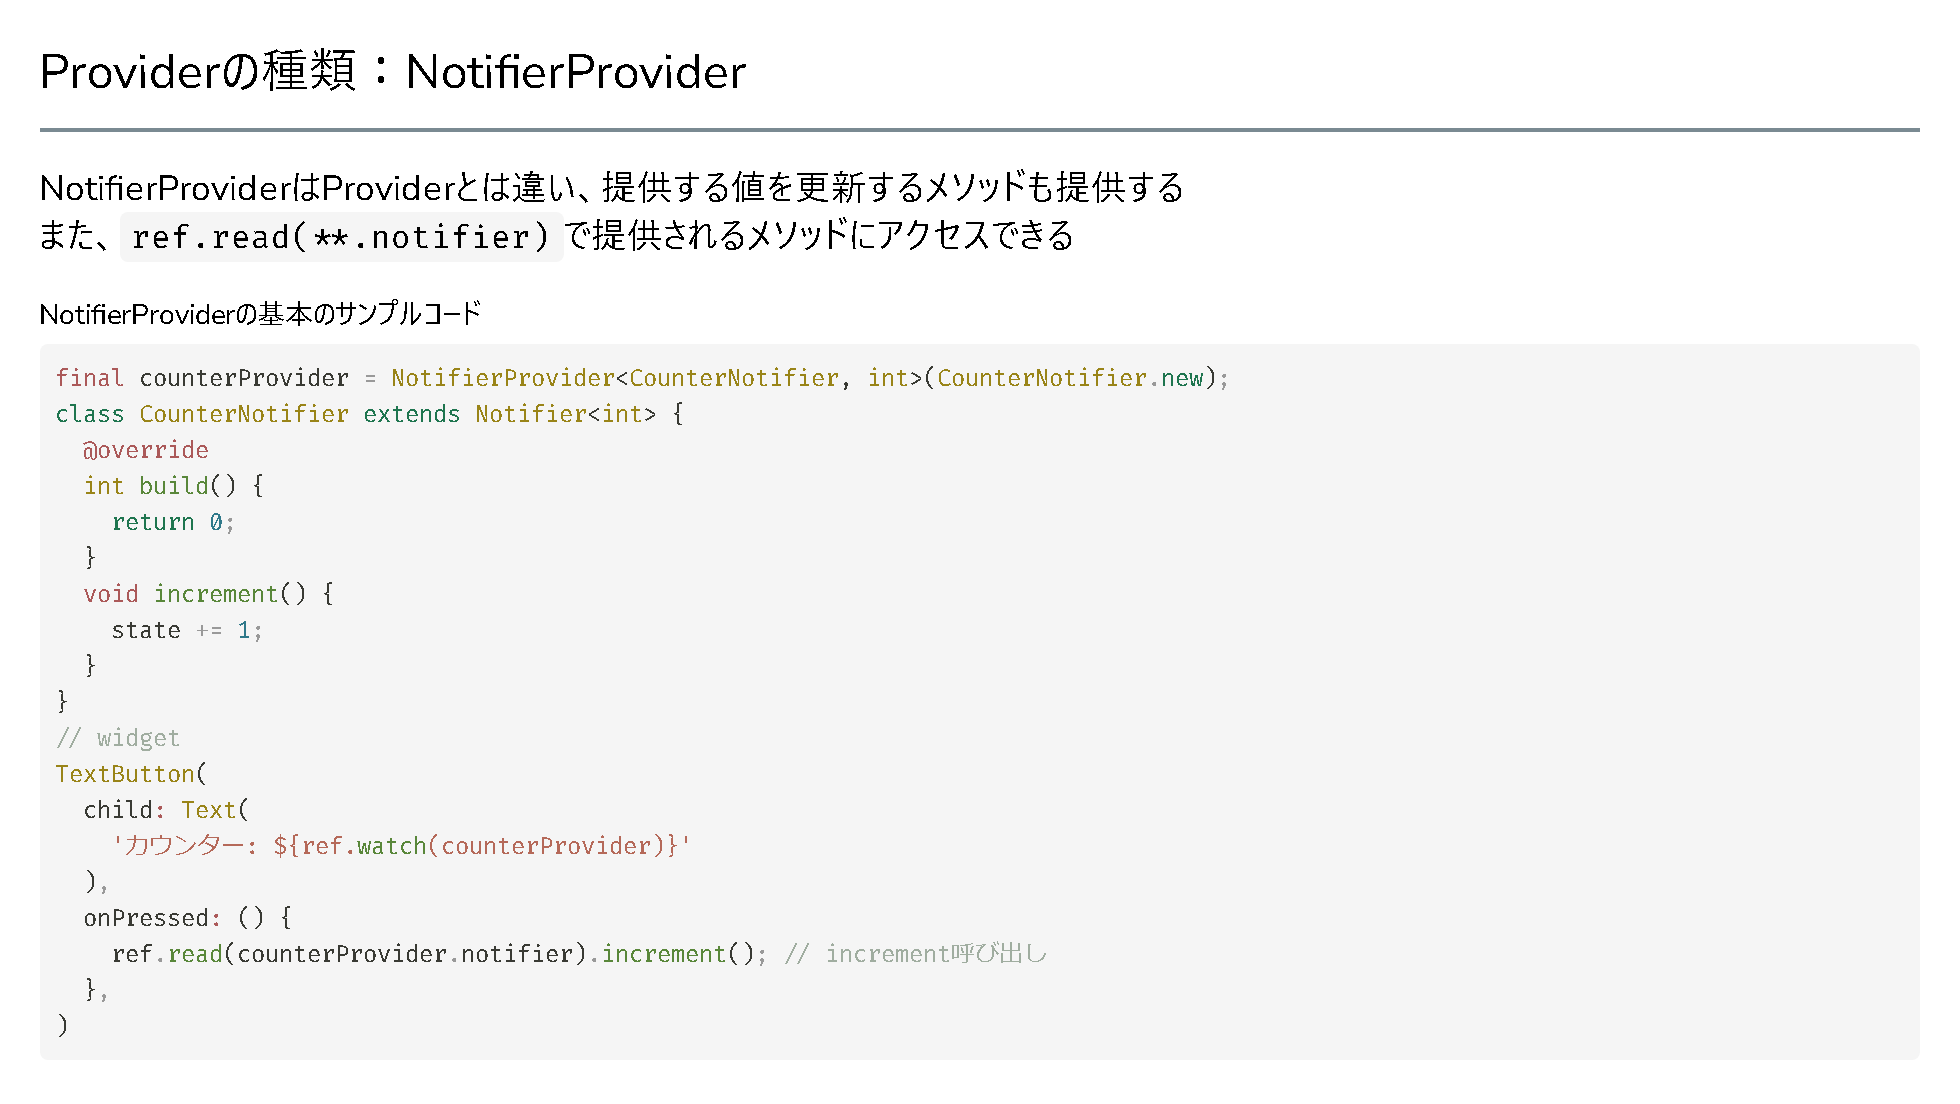 Providerの種類：NotifierProvider
NotifierProviderはProviderとは違い、提供する値を更新するメソッドも提供する
また、 ref.read(**.notifier) で提供されるメソッドにアクセスできる
NotifierProviderの基本のサンプルコード
final counterProvider = NotifierProvider<CounterNotifier, int>(CounterNotifier.new);
class CounterNotifier extends Notifier<int> {
  @override
  int build() {
    return 0;
  }
  void increment() {
    state += 1;
  }
}
// widget
TextButton(
  child: Text(
    'カウンター: ${ref.watch(counterProvider)}'
  ),
  onPressed: () {
    ref.read(counterProvider.notifier).increment(); // increment呼び出し
  },
)